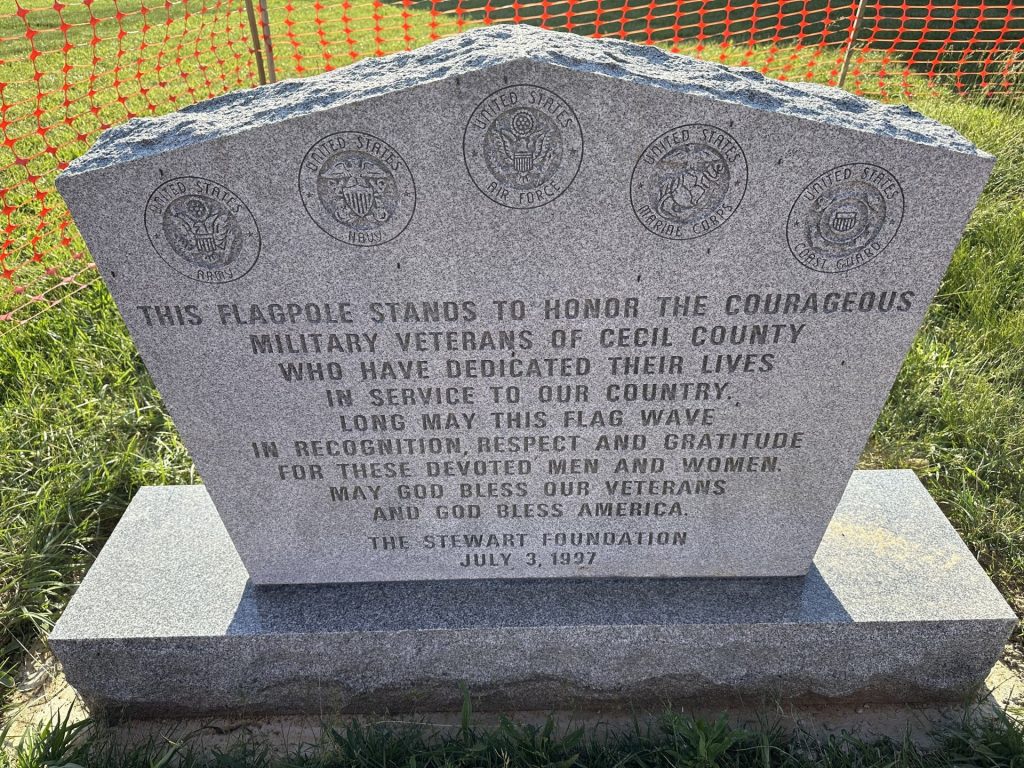 UNITED STATES
ARMY
UNITED STATES
NAVY
UNITED STATES
AIR FORCE
UNITED STATES
MARINE CORPS
UNITED STATES
COAST GUARD
THIS FLAGPOLE STANDS TO HONOR THE COURAGEOUS
MILITARY VETERANS OF CECIL COUNTY
WHO HAVE DEDICATED THEIR LIVES
IN SERVICE TO OUR COUNTRY.
LONG MAY THIS FLAG WAVE
IN RECOGNITION, RESPECT AND GRATITUDE
FOR THESE DEVOTED MEN AND WOMEN.
MAY GOD BLESS OUR VETERANS
AND GOD BLESS AMERICA.
THE STEWART FOUNDATION
JULY 3, 1997